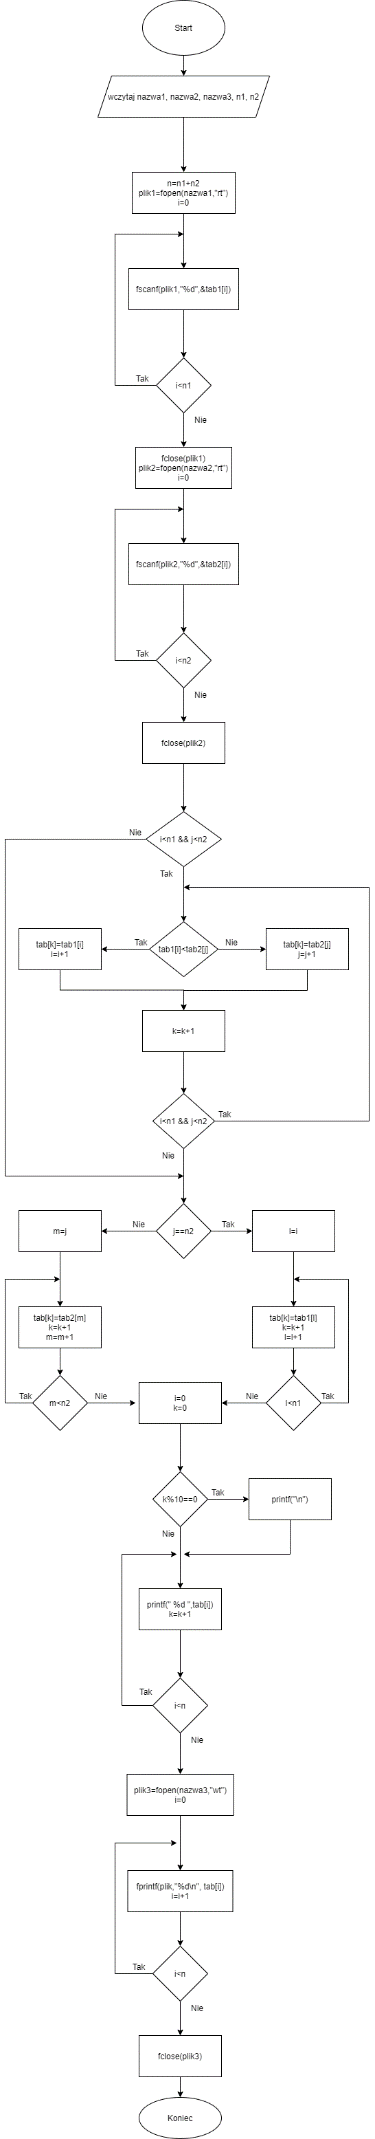 Start
wczytaj nazwa1, nazwa2, nazwa3, n1, n2
n=n1+n2
plik1=fopen(nazwa1,"rt")
i=0
fscanf(plik1,"%d",&tab1[i])
Tak
i<n1
Nie
fclose(plik1)
plik2=fopen(nazwa2,"rt")
i=0
fscanf(plik2,"%d",&tab2[i])
Tak
i<n2
Nie
fclose(plik2)
Nie
i<n1 && j<n2
Tak
tab[k]=tab1[i]
i=i+1
Tak
tab1[i]<tab2[j]
Nie
tab[k]=tab2[j]
j=j+1
k=k+1
i<n1 && j<n2
Tak
Nie
m=j
Nie
j==n2
Tak
l=i
tab[k]=tab2[m]
k=k+1
m=m+1
tab[k]=tab1[l]
k=k+1
l=l+1
Tak
m<n2
Nie
i=0
k=0
Nie
l<n1
Tak
k%10==0
Tak
printf("\n")
Nie
printf(" %d ",tab[i])
k=k+1
Tak
i<n
Nie
plik3=fopen(nazwa3,"wt")
i=0
fprintf(plik,"%d\n", tab[i])
i=i+1
Tak
i<n
Nie
fclose(plik3)
Koniec